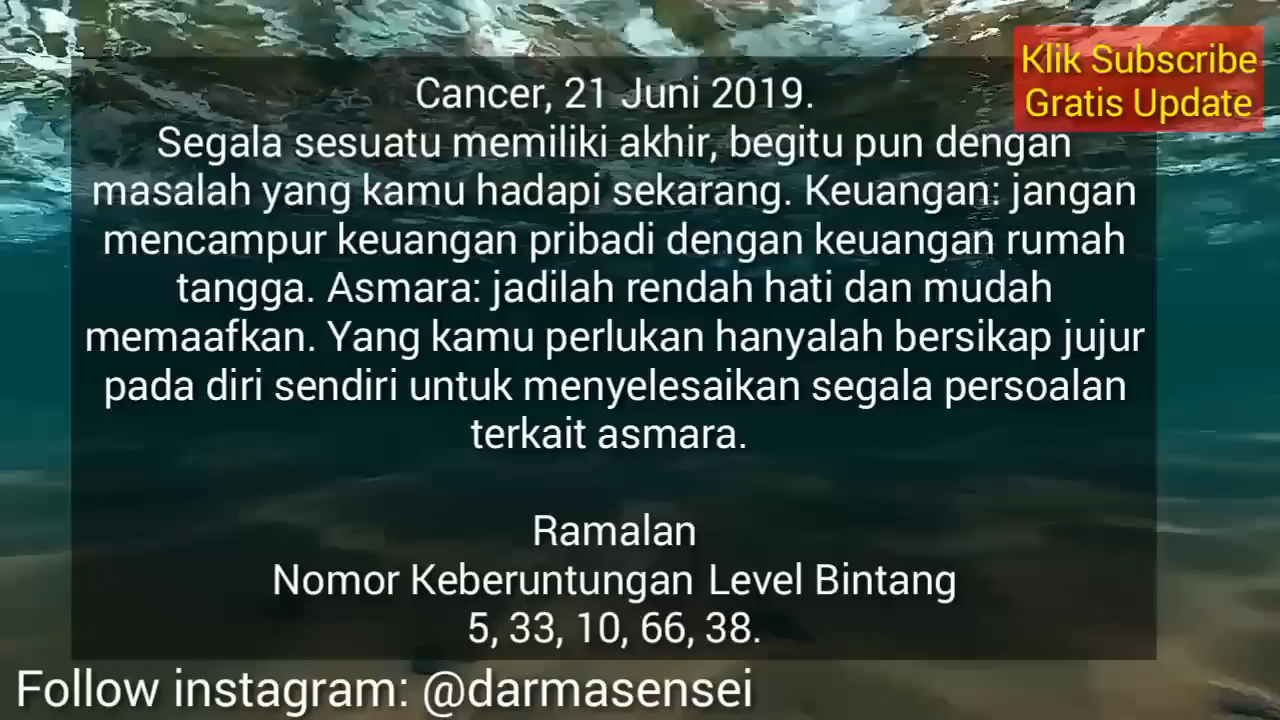 Klik Subscribe
Gratis Update
Cancer, 21 Juni 2019.
Segala sesuatu memiliki akhir, begitu pun dengan
masalah yang kamu hadapi sekarang. Keuangan: jangan
mencampur keuangan pribadi dengan keuangan rumah
tangga. Asmara: jadilah rendah hati dan mudah
memaafkan. Yang kamu perlukan hanyalah bersikap jujur
pada diri sendiri untuk menyelesaikan segala persoalan
terkait asmara.
Ramalan
Nomor Keberuntungan Level Bintang
5, 33, 10, 66, 38.
Follow instagram: @darmasensei